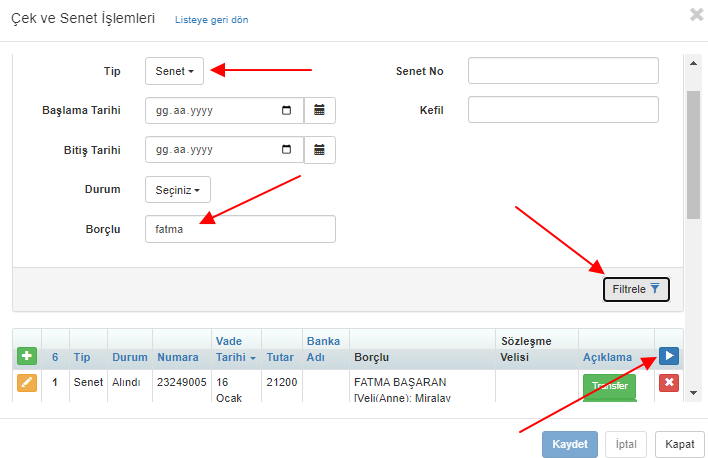 Çek ve Senet İşlemleri Listeye geri dön
Tip Senet Senet No
Başlama Tarihi gg.aa.yyyy Kefil
Bitiş Tarihi gg.aa.yyyy
Durum Seçiniz
Borçlu fatma
Filtrele
6 Tip Durum Numara Vade Tarihi Tutar Banka Adı Borçlu Sözleşme Velisi Açıklama
1 Senet Alındı 23249005 16 Ocak 21200 FATMA BAŞARAN Transfer
[Veli(Anne): Miralay
Kaydet İptal Kapat